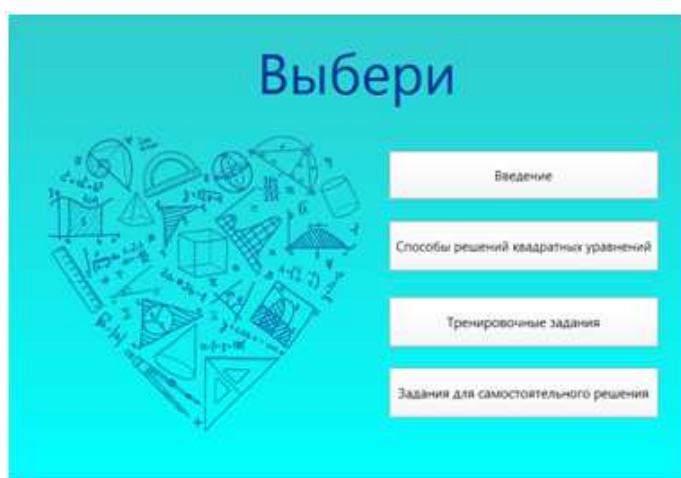 Выбери
Введение
Способы решений квадратных уравнений
Тренировочные задания
Задания для самостоятельного решения